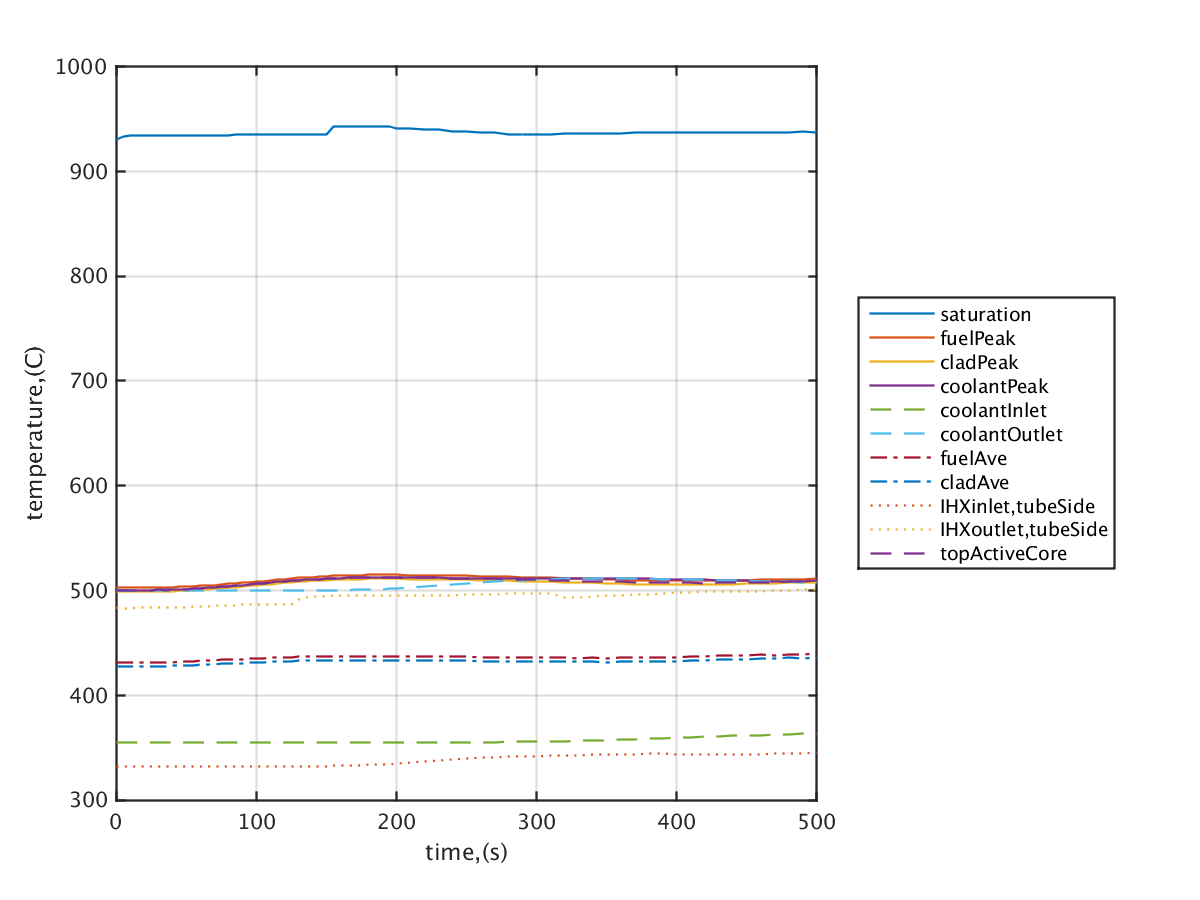 1000
900
800
700
600
500
400
300
0
100
200
300
400
500
time,(s)
temperature,(C)
saturation
fuelPeak
cladPeak
coolantPeak
coolantInlet
coolantOutlet
fuelAve
cladAve
IHXinlet,tubeSide
IHXoutlet,tubeSide
topActiveCore